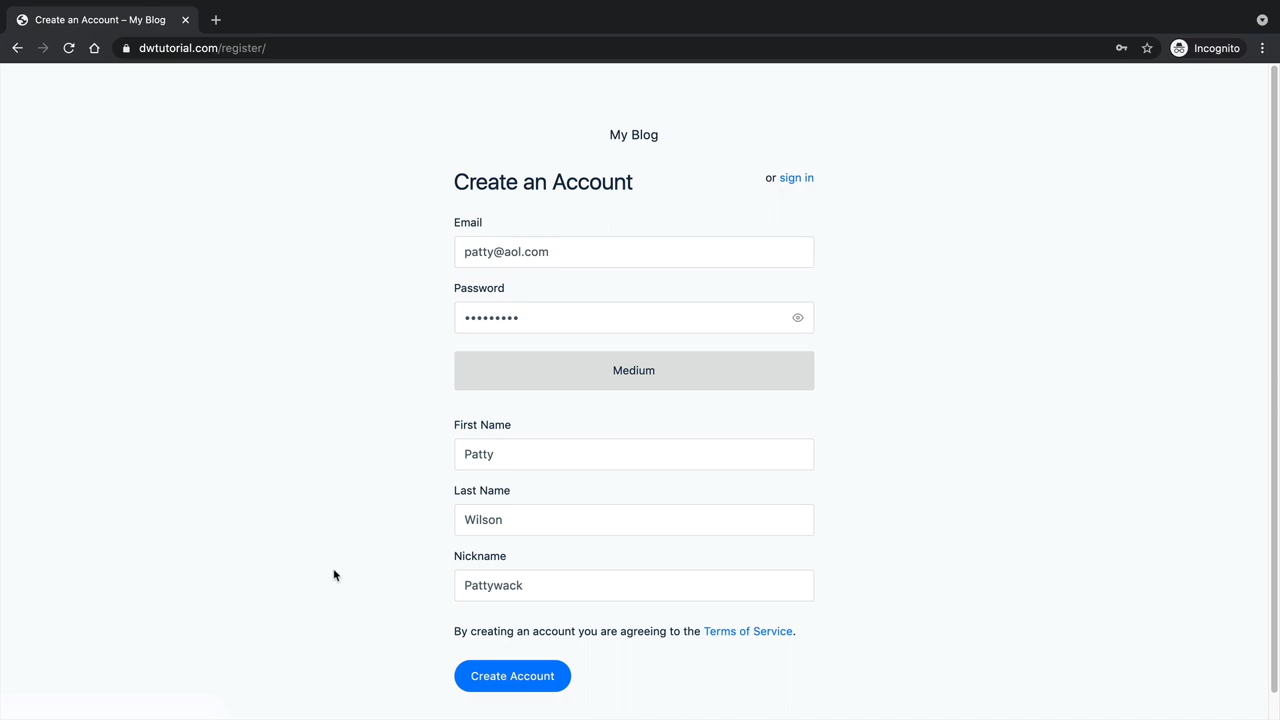 Create an Account – My Blog
dwtutorial.com/register/
Incognito
My Blog
Create an Account
or sign in
Email
patty@aol.com
Password
•••••••••
Medium
First Name
Patty
Last Name
Wilson
Nickname
Pattywack
By creating an account you are agreeing to the Terms of Service.
Create Account